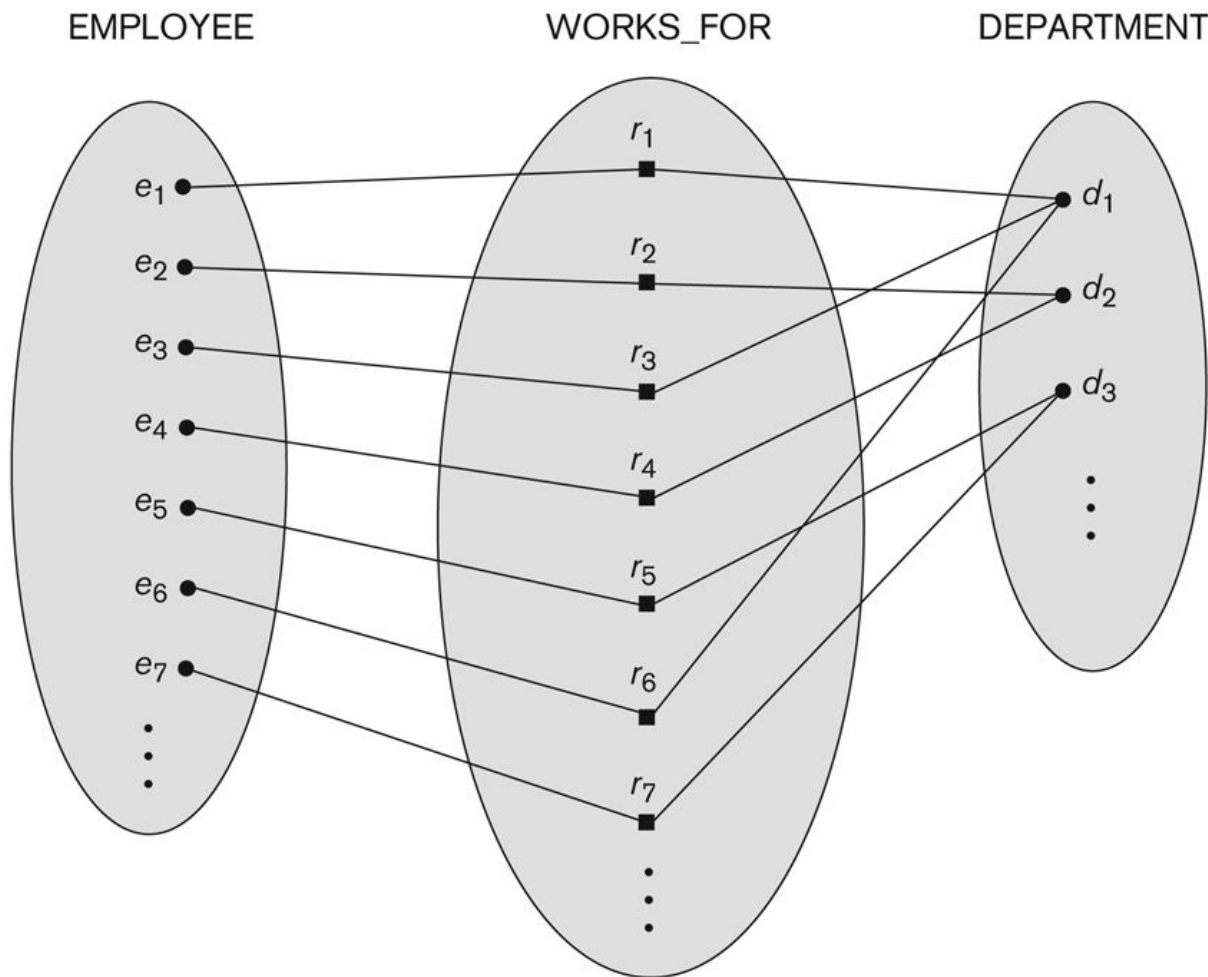 EMPLOYEE WORKS_FOR DEPARTMENT
r₁
e₁ d₁
r₂
e₂ d₂
e₃ r₃
d₃
e₄ r₄
e₅
r₅
e₆
r₆
e₇
r₇